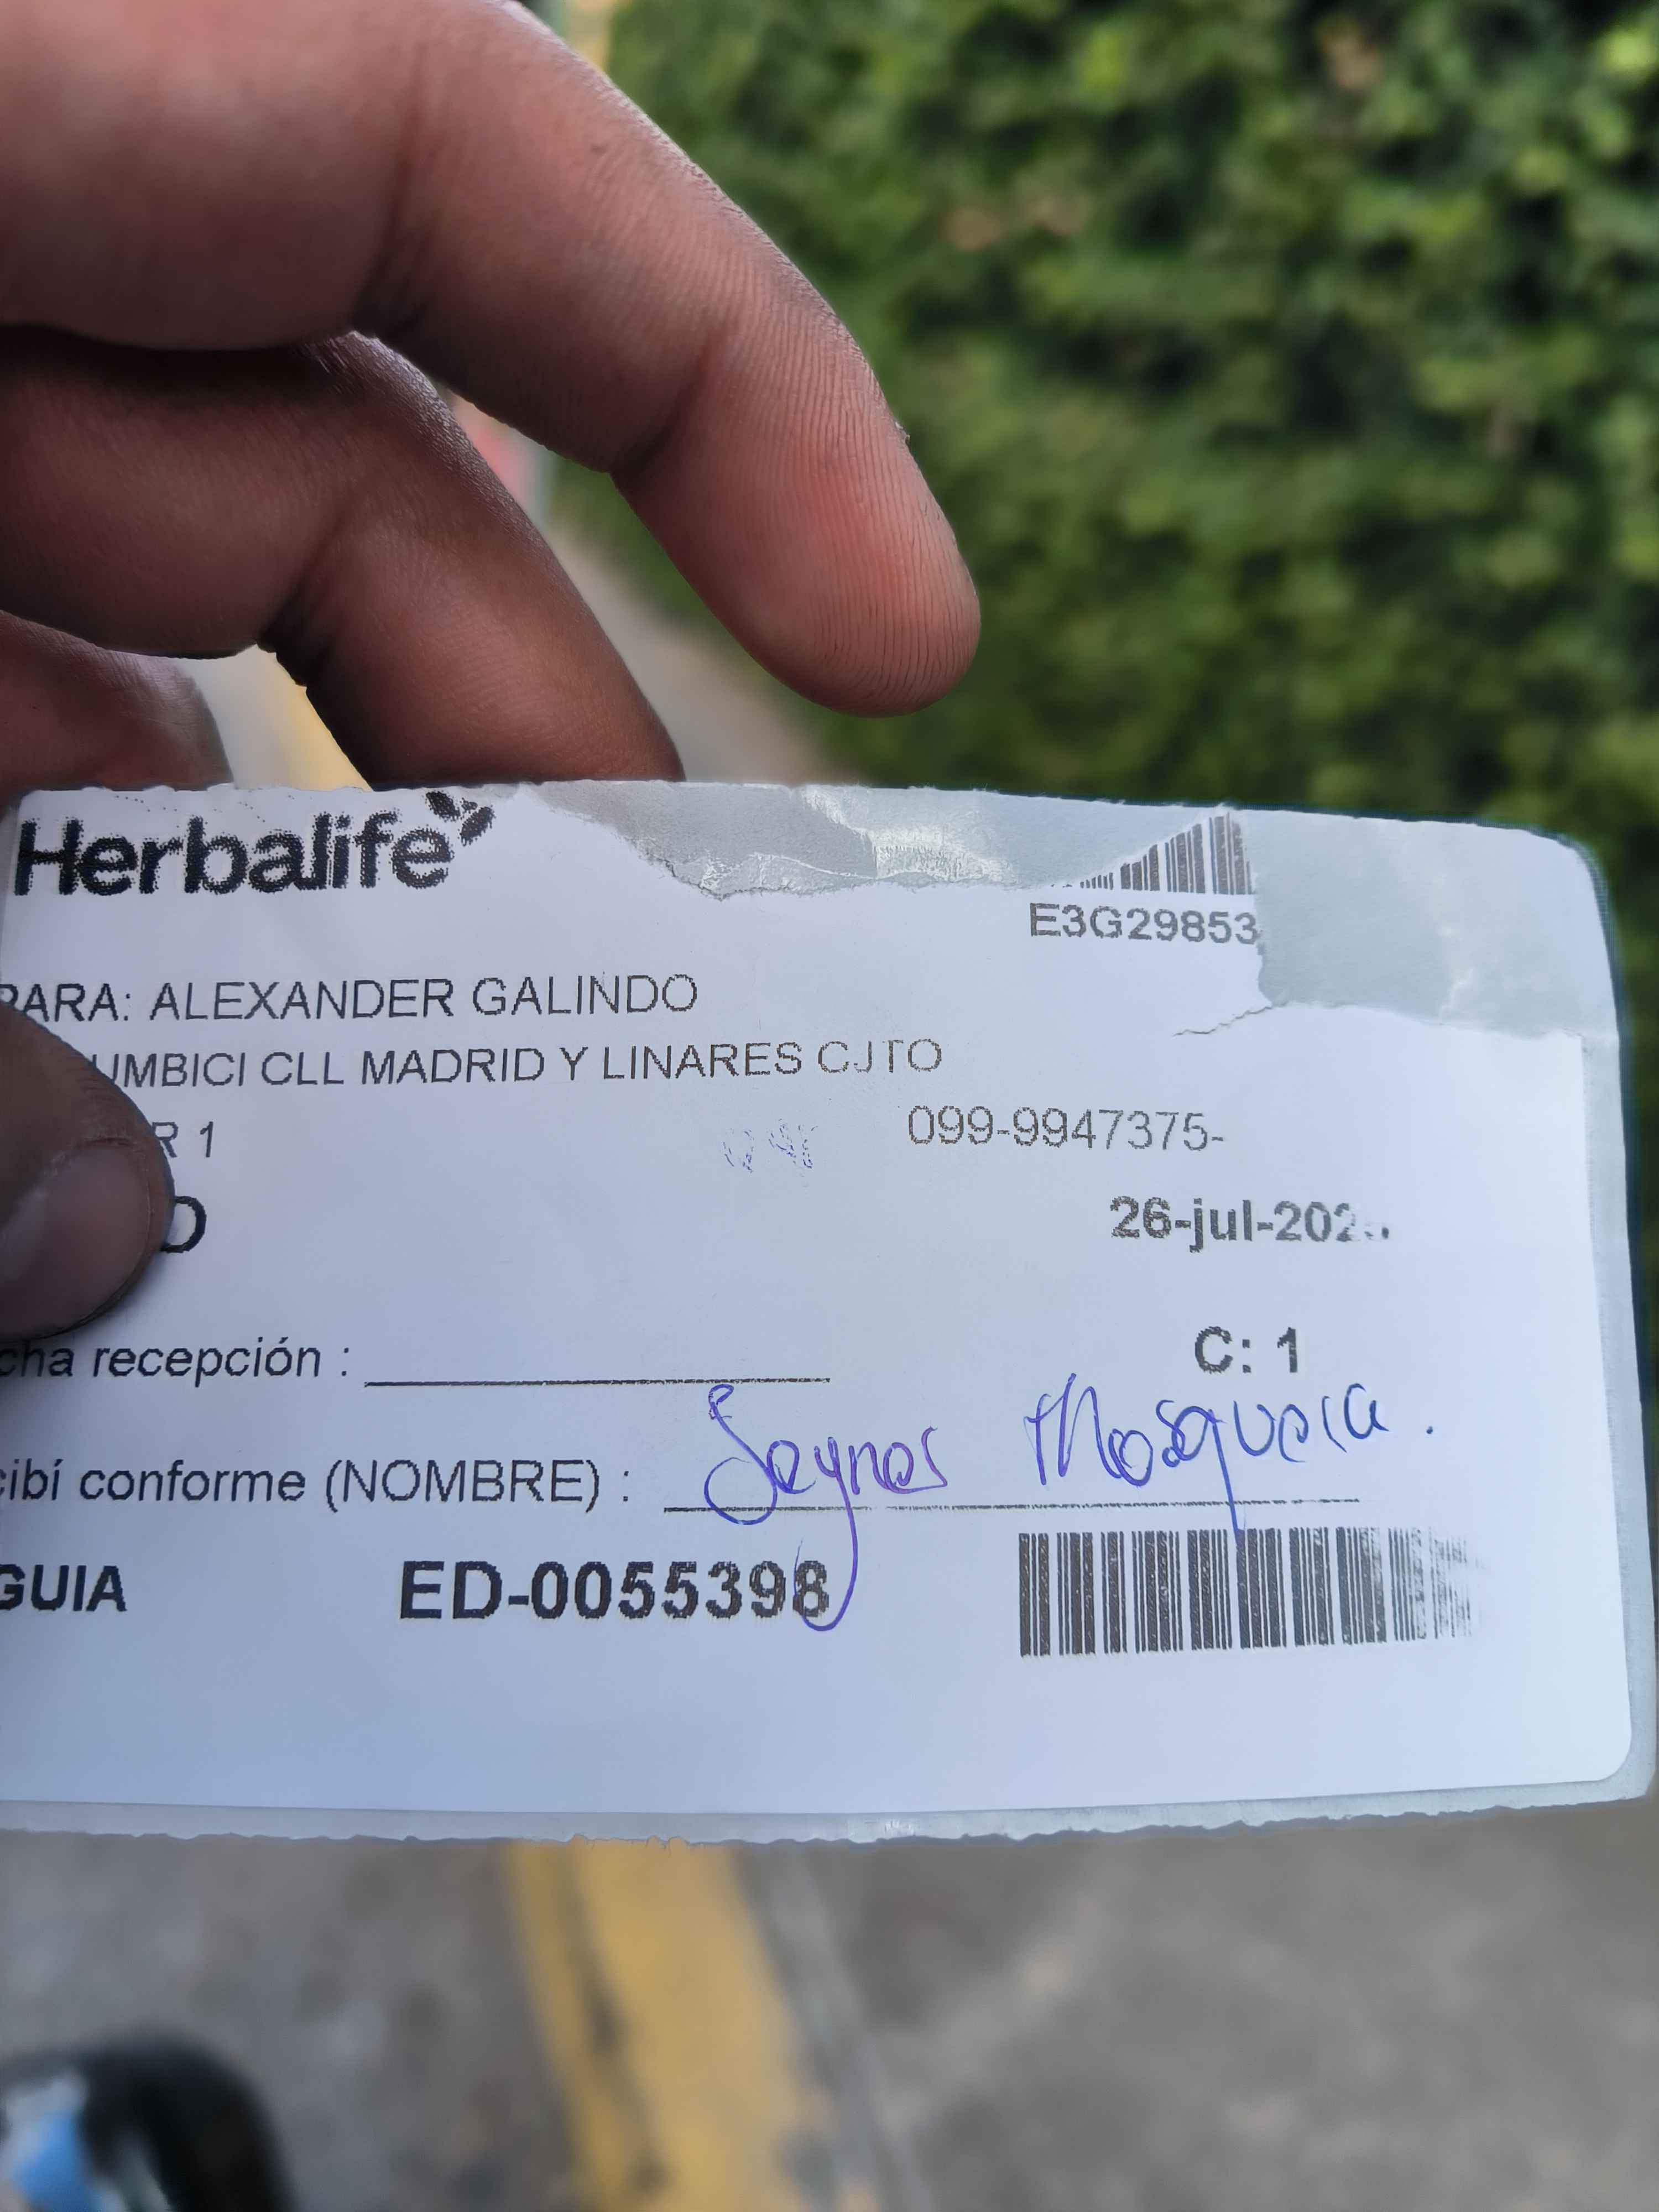 Herbalife
E3G29853
PARA: ALEXANDER GALINDO
UMBICI CLL MADRID Y LINARES CJTO
R 1 099-9947375-
O 26-jul-202
cha recepción :
C: 1
cibí conforme (NOMBRE) : Mosquera.
GUIA ED-0055398